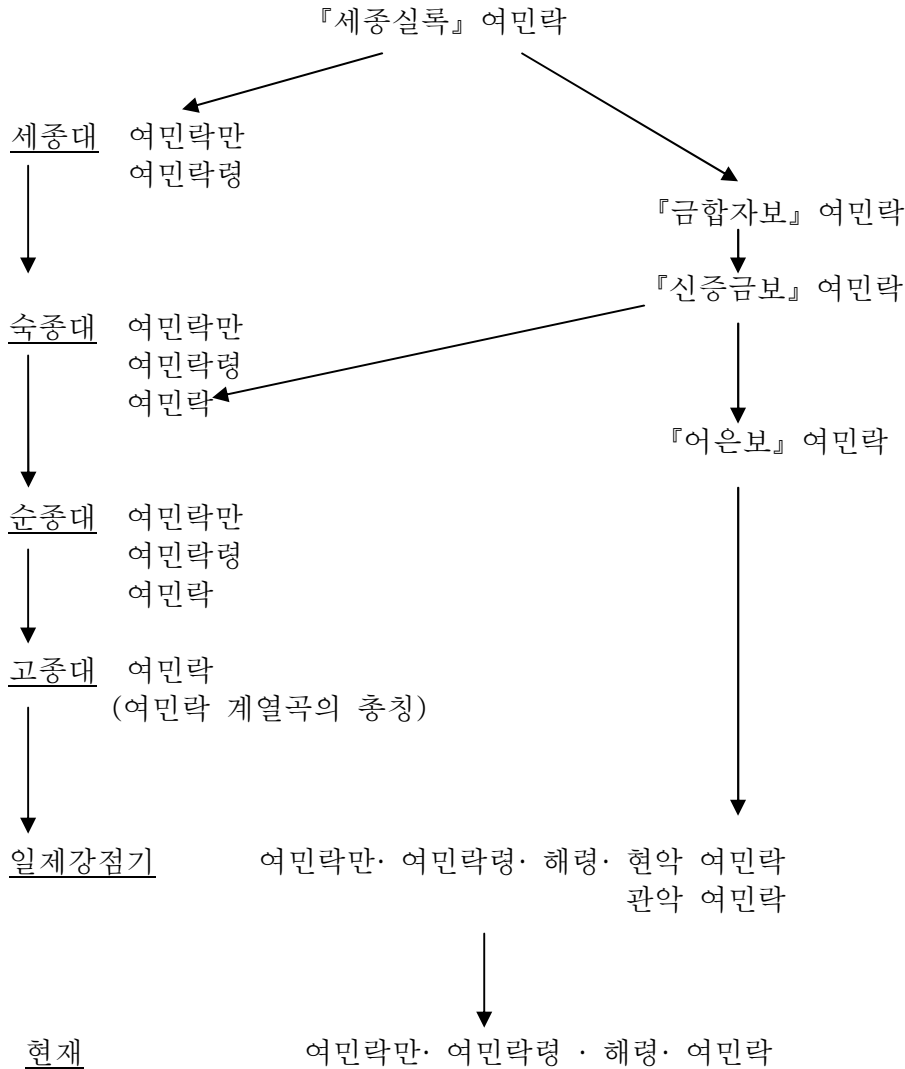 『세종실록』 여민락
세종대 여민락만
여민락령
『금합자보』 여민락
『신증금보』 여민락
숙종대 여민락만
여민락령
여민락
『어은보』 여민락
순종대 여민락만
여민락령
여민락
고종대 여민락
(여민락 계열곡의 총칭)
일제강점기 여민락만· 여민락령· 해령· 현악 여민락
관악 여민락
현재 여민락만· 여민락령 · 해령· 여민락